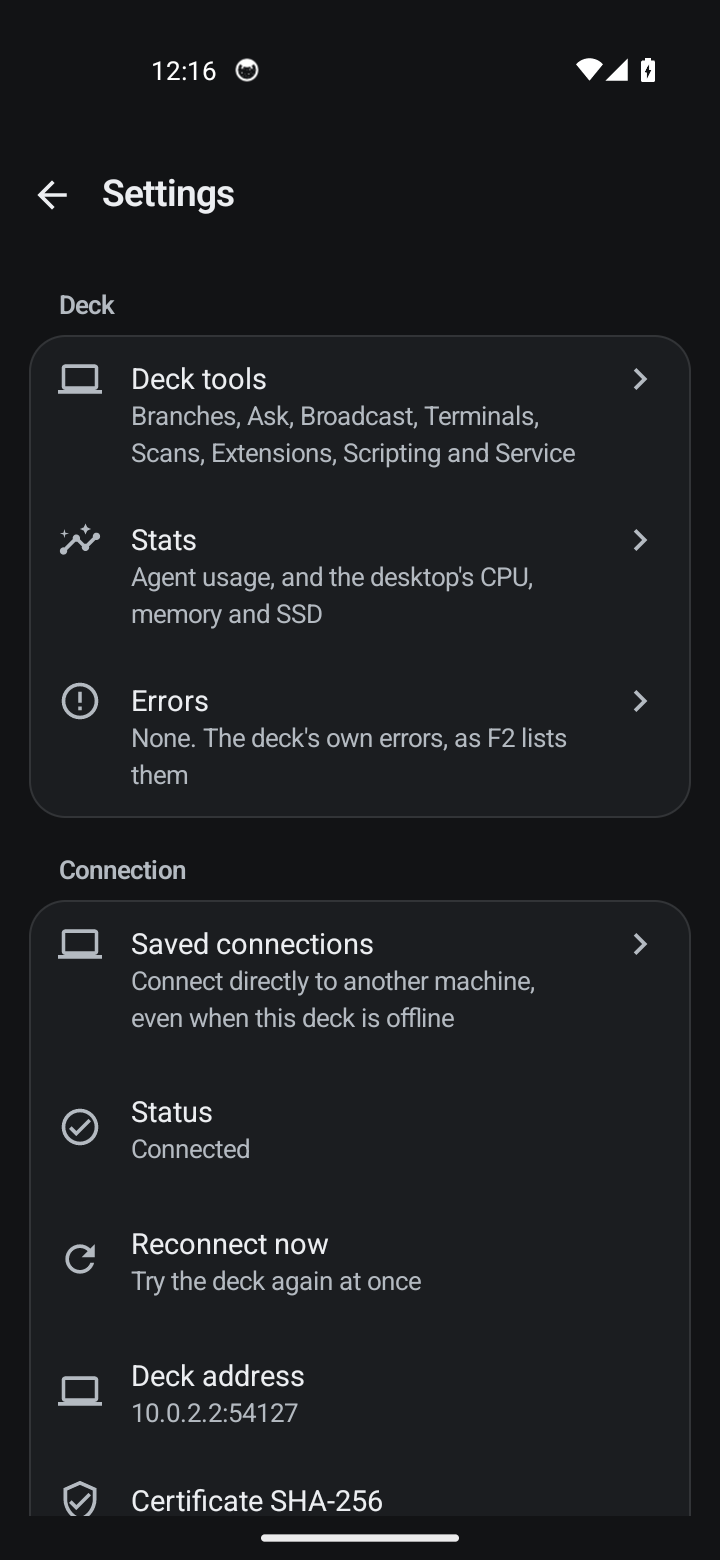 12:16
Settings
Deck
Deck tools
Branches, Ask, Broadcast, Terminals,
Scans, Extensions, Scripting and Service
Stats
Agent usage, and the desktop's CPU,
memory and SSD
Errors
None. The deck's own errors, as F2 lists
them
Connection
Saved connections
Connect directly to another machine,
even when this deck is offline
Status
Connected
Reconnect now
Try the deck again at once
Deck address
10.0.2.2:54127
Certificate SHA-256